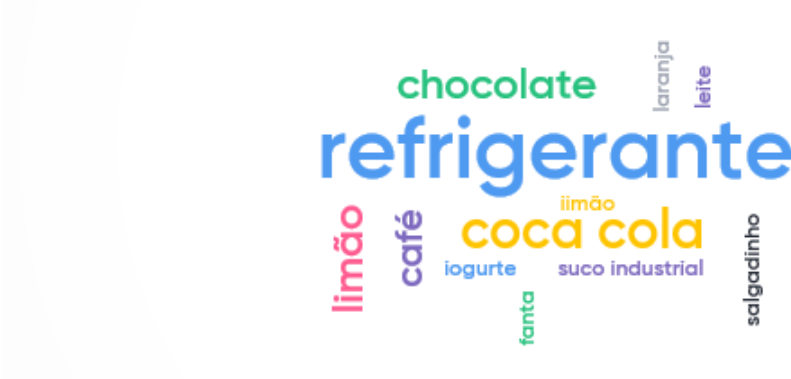 laranja
leite
chocolate
refrigerante
iimão
limão
café
coca cola
salgadinho
iogurte
suco industrial
fanta